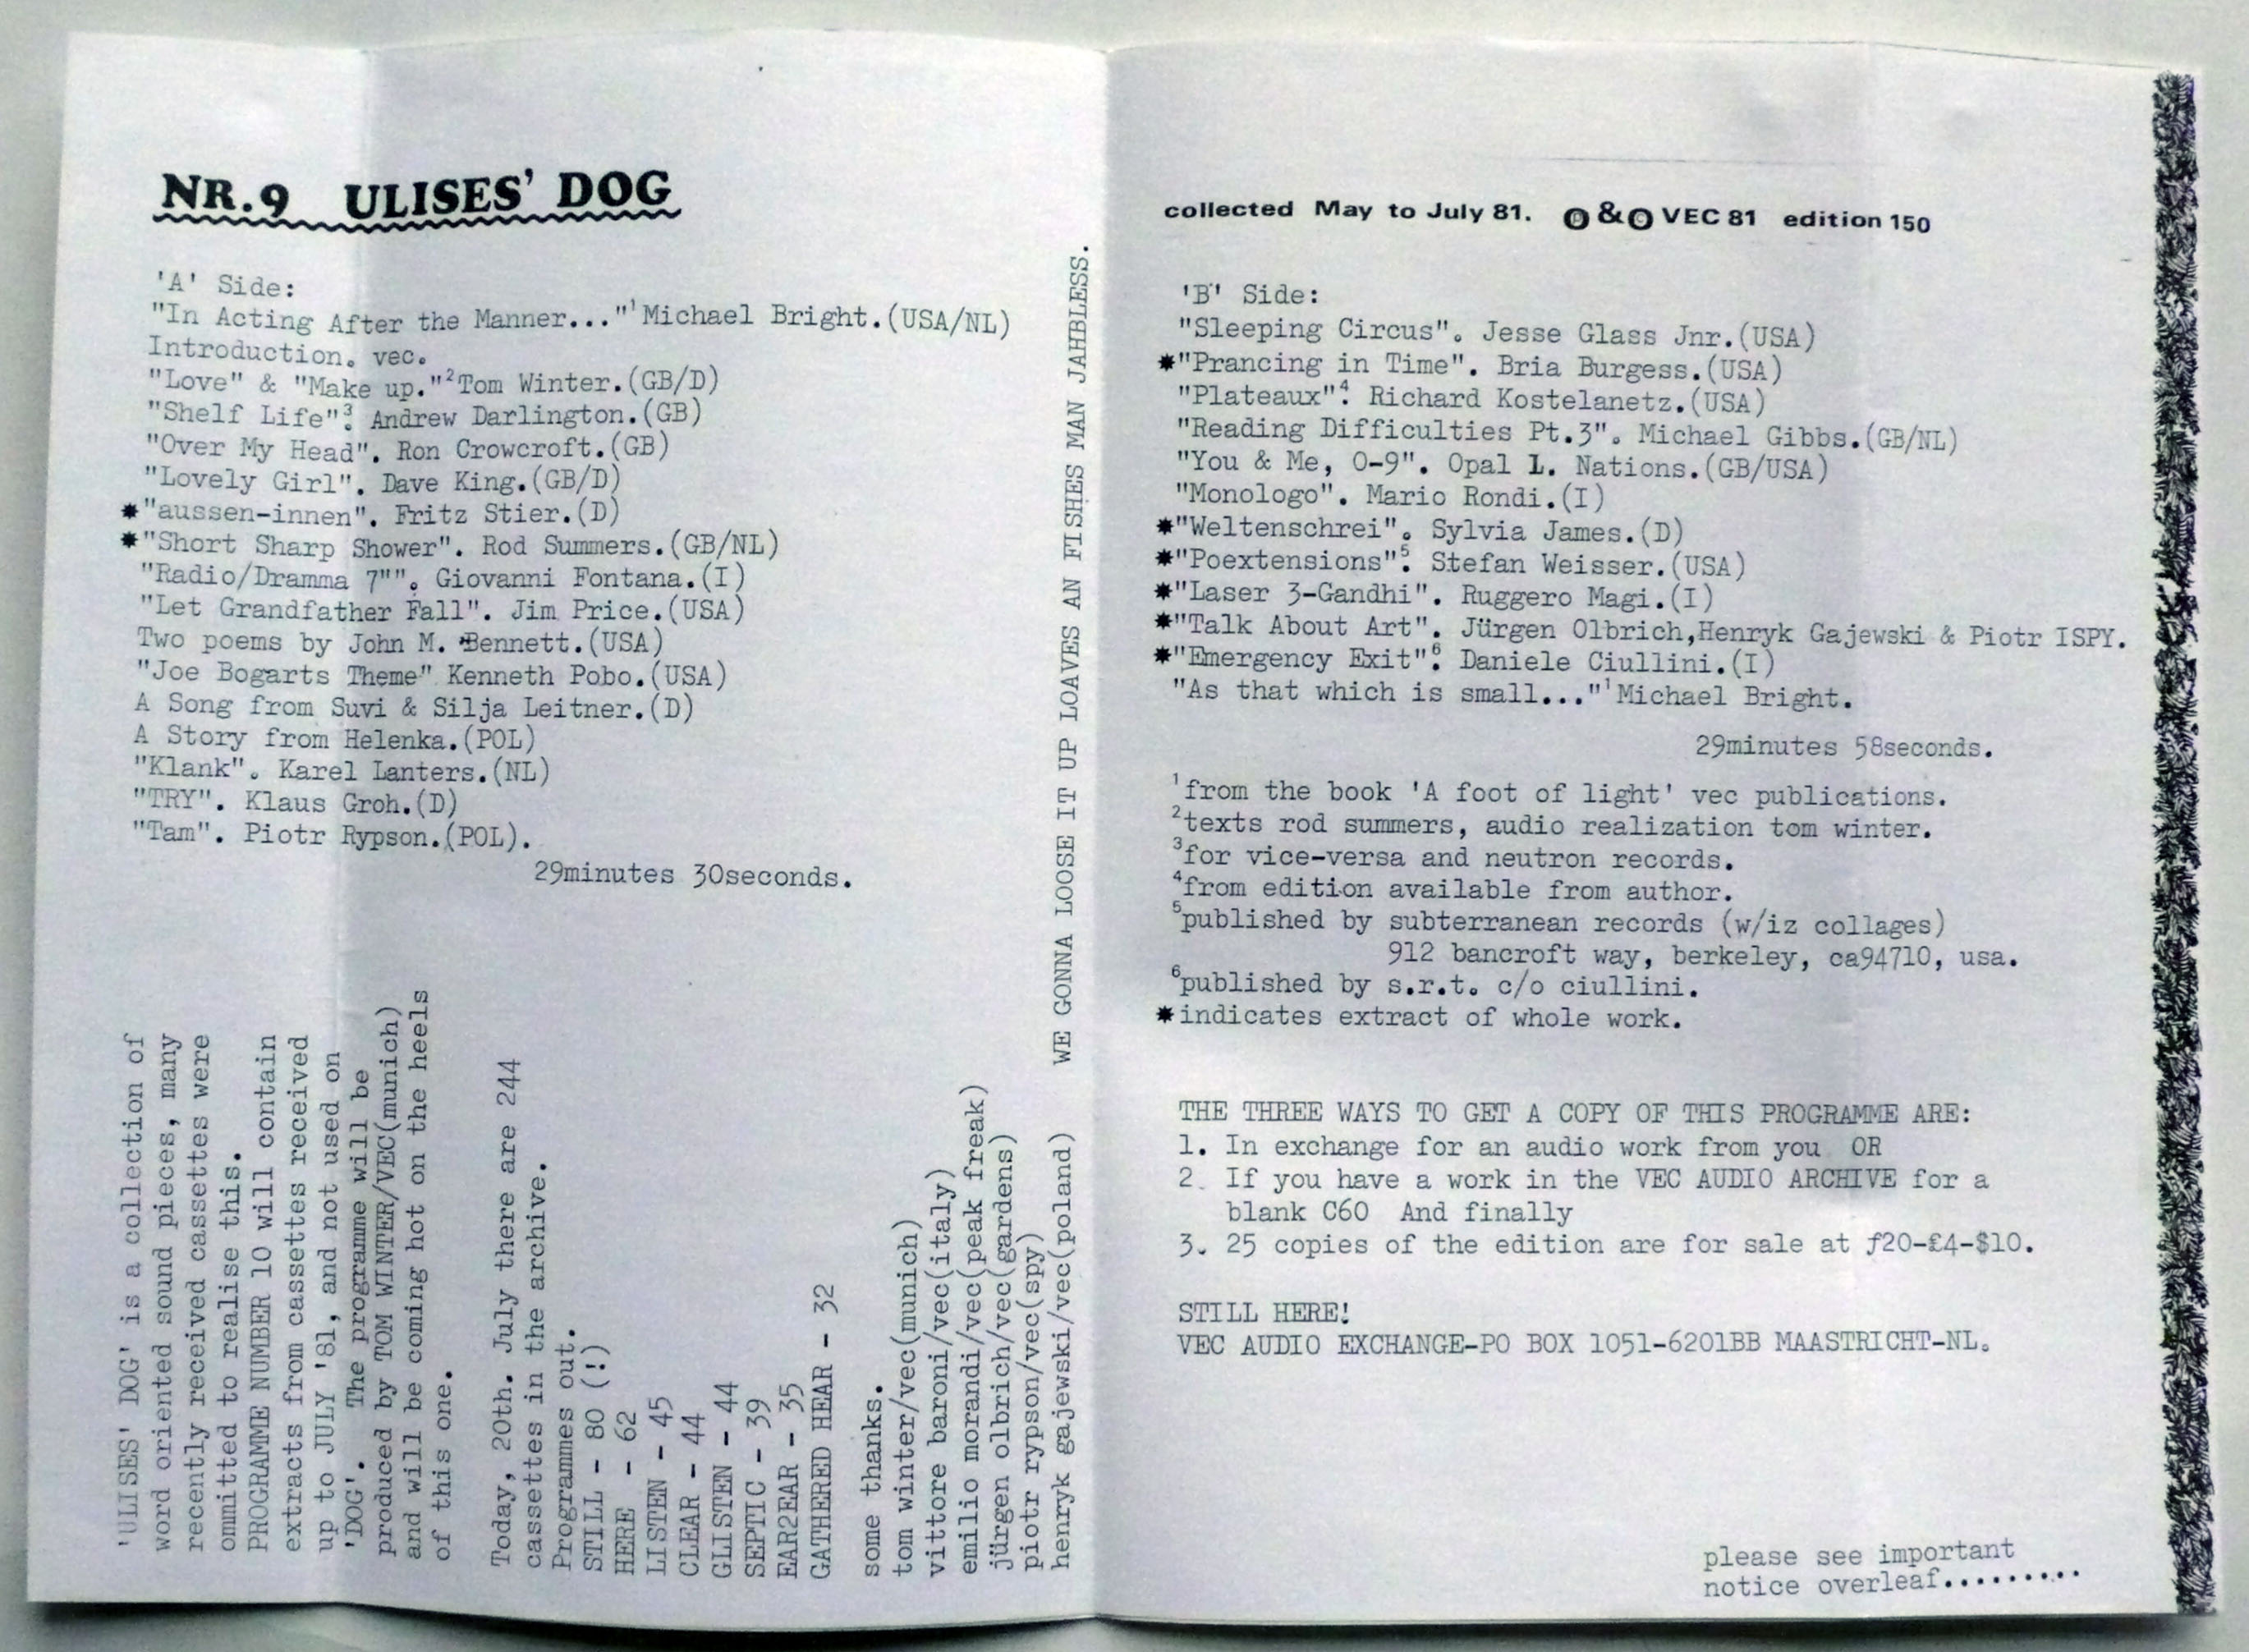 NR.9 ULISES' DOG
'A' Side:
"In Acting After the Manner..."¹Michael Bright.(USA/NL)
Introduction. vec.
"Love" & "Make up."²Tom Winter.(GB/D)
"Shelf Life"³. Andrew Darlington.(GB)
"Over My Head". Ron Crowcroft.(GB)
"Lovely Girl". Dave King.(GB/D)
*"aussen-innen". Fritz Stier.(D)
*"Short Sharp Shower". Rod Summers.(GB/NL)
"Radio/Dramma 7"". Giovanni Fontana.(I)
"Let Grandfather Fall". Jim Price.(USA)
Two poems by John M. Bennett.(USA)
"Joe Bogarts Theme" Kenneth Pobo.(USA)
A Song from Suvi & Silja Leitner.(D)
A Story from Helenka.(POL)
"Klank". Karel Lanters.(NL)
"TRY". Klaus Groh.(D)
"Tam". Piotr Rypson.(POL).
29minutes 30seconds.
'ULISES' DOG' is a collection of
word oriented sound pieces, many
recently received cassettes were
ommitted to realise this.
PROGRAMME NUMBER 10 will contain
extracts from cassettes received
up to JULY '81, and not used on
'DOG'. The programme will be
produced by TOM WINTER/VEC(munich)
and will be coming hot on the heels
of this one.
Today, 20th. July there are 244
cassettes in the archive.
Programmes out.
STILL - 80 (!)
HERE - 62
LISTEN - 45
CLEAR - 44
GLISTEN - 44
SEPTIC - 39
EAR2EAR - 35
GATHERED HEAR - 32
some thanks.
tom winter/vec(munich)
vittore baroni/vec(italy)
emilio morandi/vec(peak freak)
jürgen olbrich/vec(gardens)
piotr rypson/vec(spy)
henryk gajewski/vec(poland)
WE GONNA LOOSE IT UP LOAVES AN FISHES MAN JAHBLESS.
collected May to July 81. ℗&© VEC 81 edition 150
'B' Side:
"Sleeping Circus". Jesse Glass Jnr.(USA)
*"Prancing in Time". Bria Burgess.(USA)
"Plateaux"⁴. Richard Kostelanetz.(USA)
"Reading Difficulties Pt.3". Michael Gibbs.(GB/NL)
"You & Me, 0-9". Opal L. Nations.(GB/USA)
"Monologo". Mario Rondi.(I)
*"Weltenschrei". Sylvia James.(D)
*"Poextensions"⁵. Stefan Weisser.(USA)
*"Laser 3-Gandhi". Ruggero Magi.(I)
*"Talk About Art". Jürgen Olbrich,Henryk Gajewski & Piotr ISPY.
*"Emergency Exit"⁶. Daniele Ciullini.(I)
"As that which is small..."¹Michael Bright.
29minutes 58seconds.
¹from the book 'A foot of light' vec publications.
²texts rod summers, audio realization tom winter.
³for vice-versa and neutron records.
⁴from edition available from author.
⁵published by subterranean records (w/iz collages)
912 bancroft way, berkeley, ca94710, usa.
⁶published by s.r.t. c/o ciullini.
*indicates extract of whole work.
THE THREE WAYS TO GET A COPY OF THIS PROGRAMME ARE:
1. In exchange for an audio work from you OR
2. If you have a work in the VEC AUDIO ARCHIVE for a
blank C60 And finally
3. 25 copies of the edition are for sale at ƒ20-£4-$10.
STILL HERE!
VEC AUDIO EXCHANGE-PO BOX 1051-6201BB MAASTRICHT-NL.
please see important
notice overleaf.........